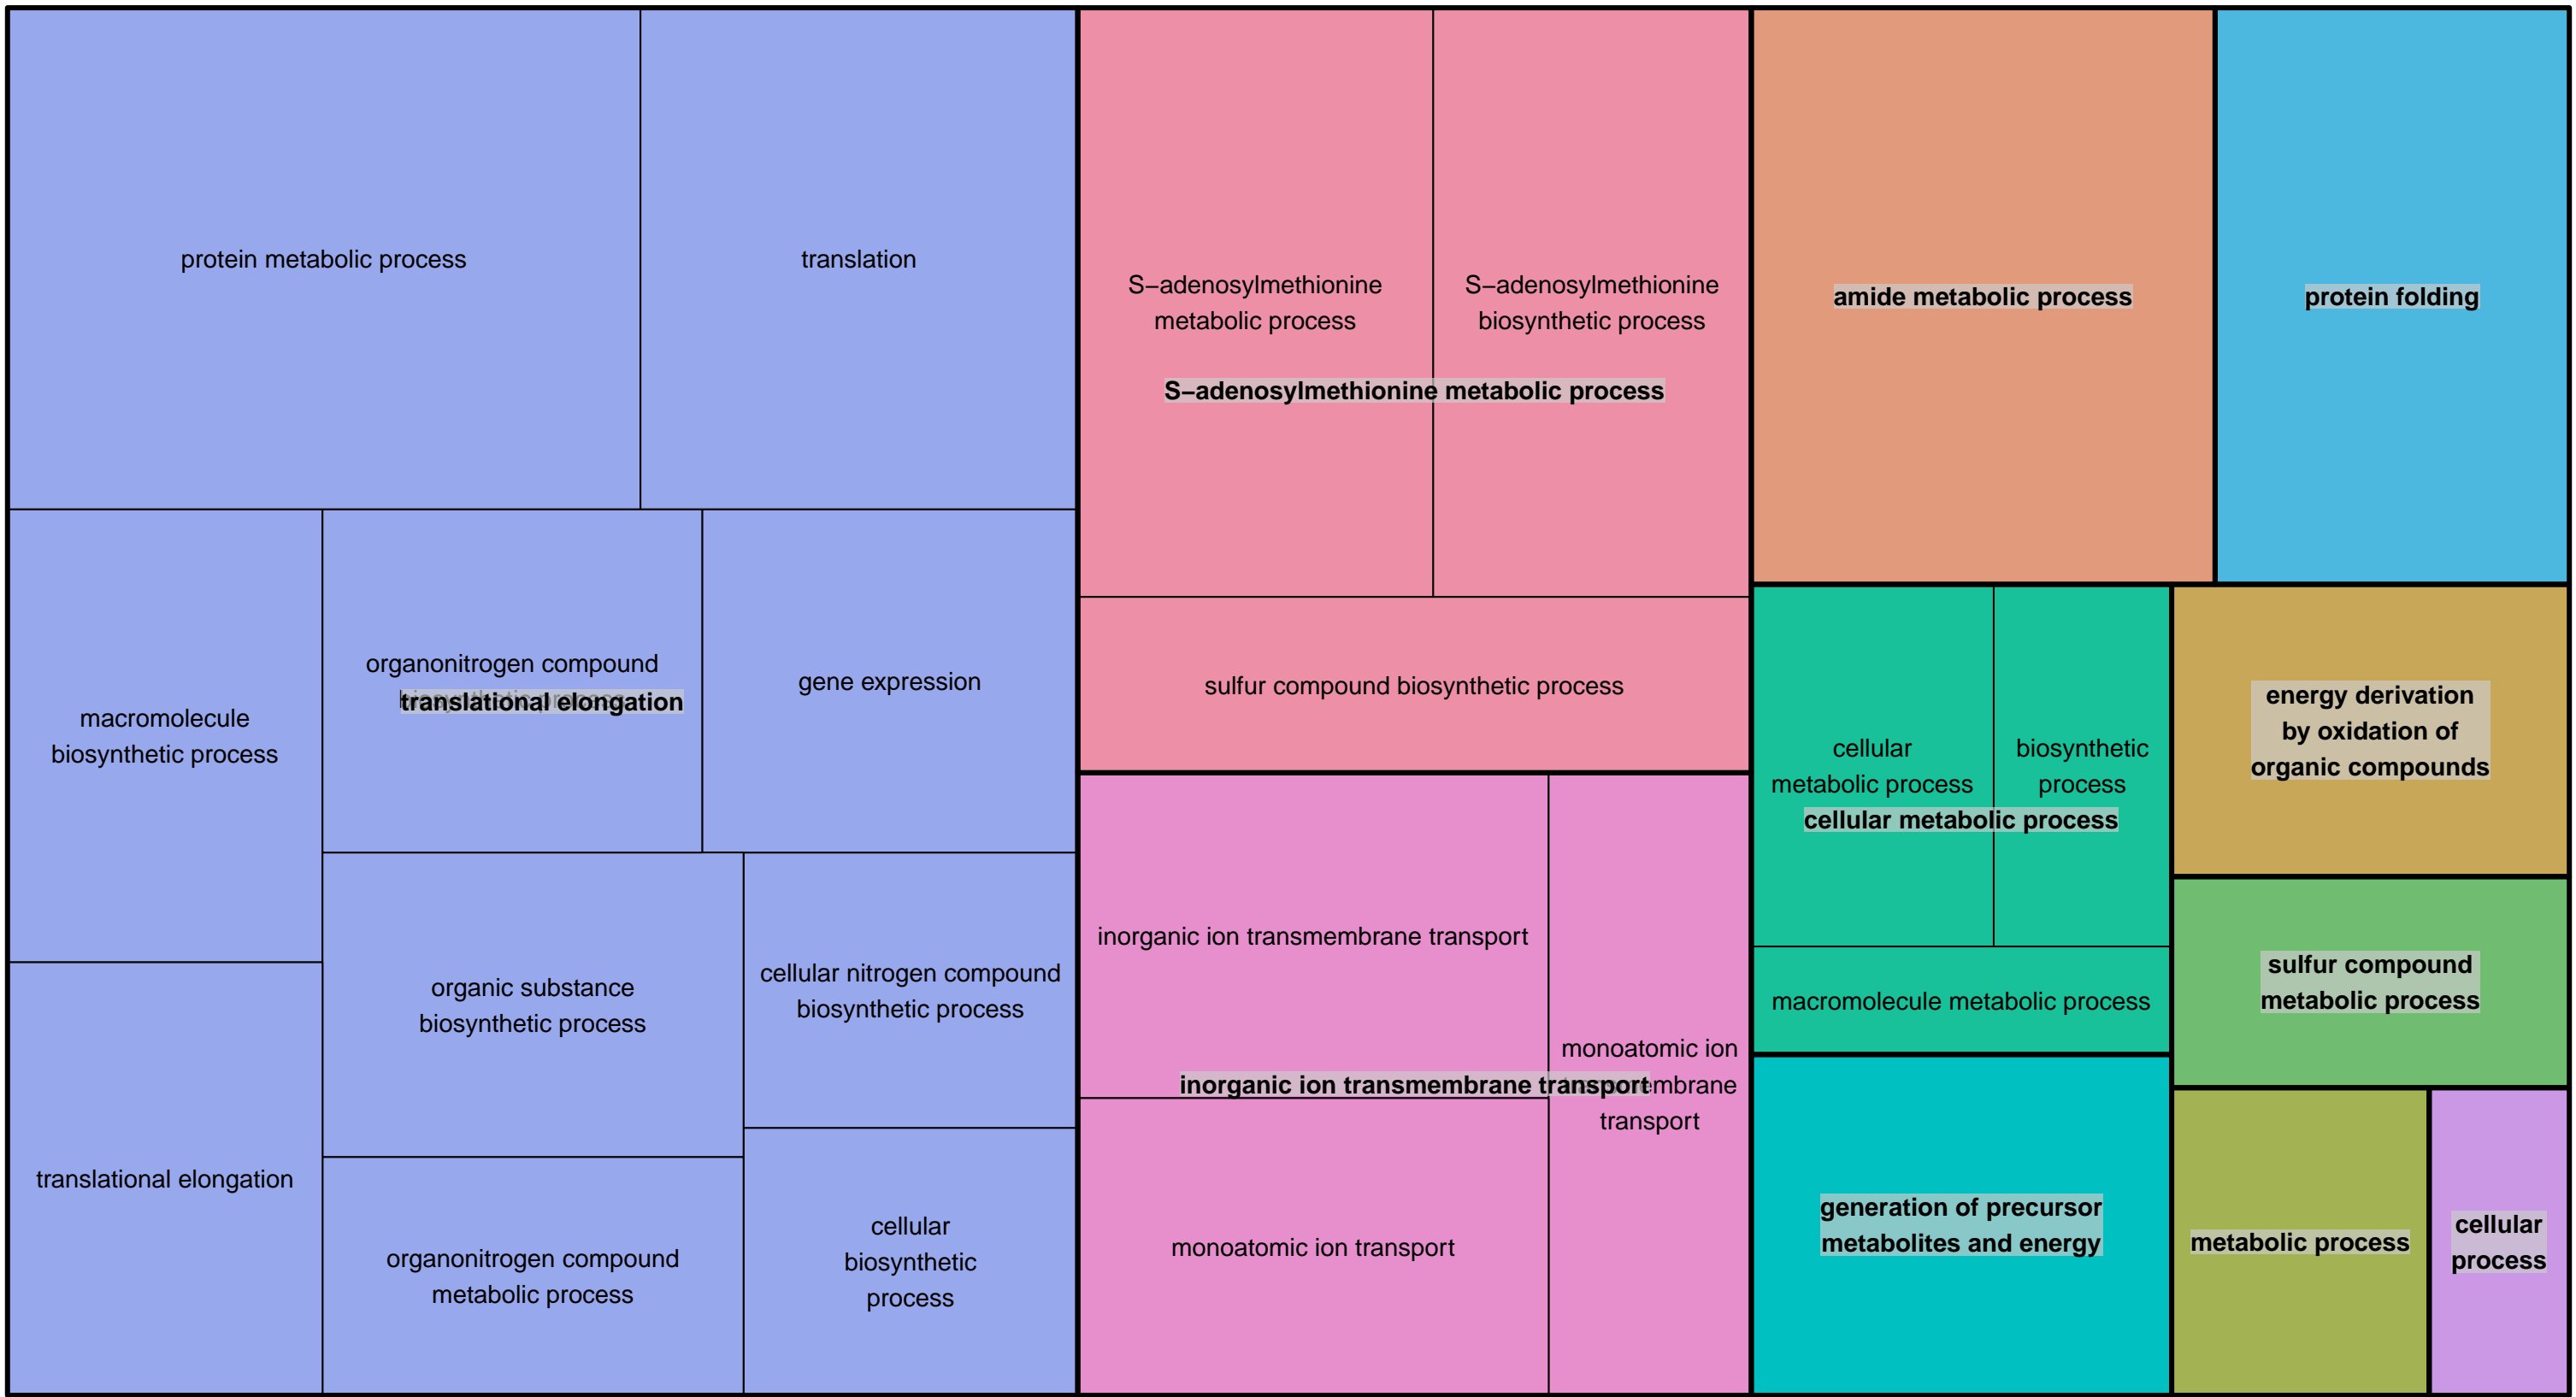 protein metabolic process
translation
macromolecule
biosynthetic process
organonitrogen compound
biosynthetic process
translational elongation
gene expression
translational elongation
organic substance
biosynthetic process
cellular nitrogen compound
biosynthetic process
organonitrogen compound
metabolic process
cellular
biosynthetic
process
S−adenosylmethionine
metabolic process
S−adenosylmethionine
biosynthetic process
S−adenosylmethionine metabolic process
sulfur compound biosynthetic process
inorganic ion transmembrane transport
monoatomic ion
transmembrane
transport
inorganic ion transmembrane transport
monoatomic ion transport
amide metabolic process
protein folding
cellular
metabolic process
biosynthetic
process
cellular metabolic process
macromolecule metabolic process
energy derivation
by oxidation of
organic compounds
sulfur compound
metabolic process
generation of precursor
metabolites and energy
metabolic process
cellular
process